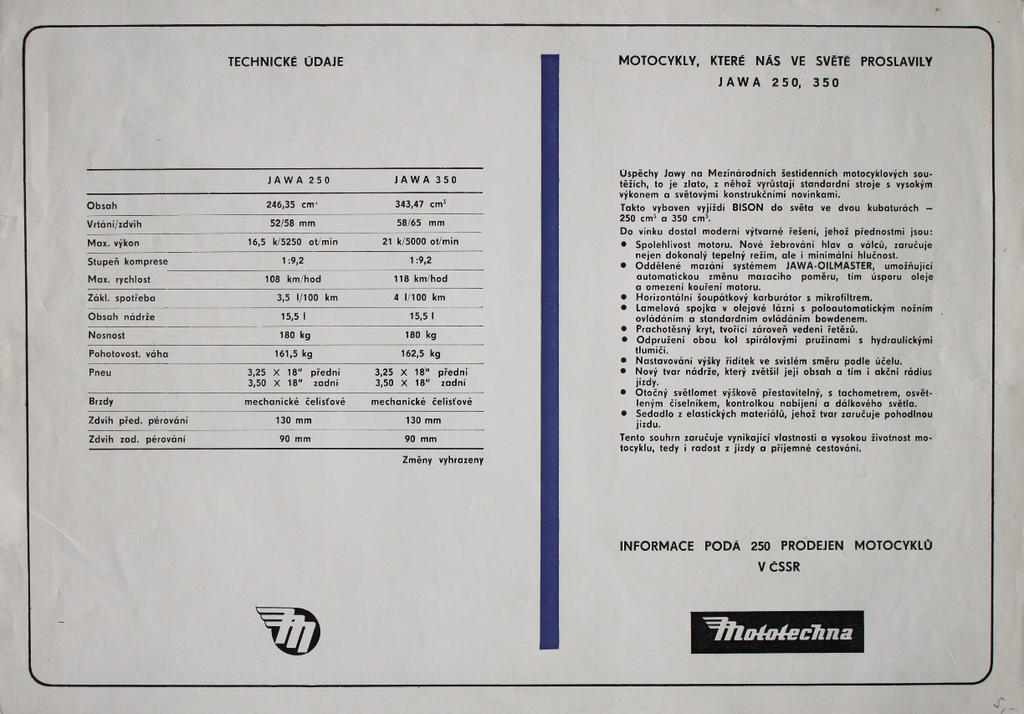 TECHNICKÉ ÚDAJE
JAWA 250 JAWA 350
Obsah 246,35 cm³ 343,47 cm³
Vrtání/zdvih 52/58 mm 58/65 mm
Max. výkon 16,5 k/5250 ot/min 21 k/5000 ot/min
Stupeň komprese 1:9,2 1:9,2
Max. rychlost 108 km/hod 118 km/hod
Zákl. spotřeba 3,5 l/100 km 4 l/100 km
Obsah nádrže 15,5 l 15,5 l
Nosnost 180 kg 180 kg
Pohotovost. váha 161,5 kg 162,5 kg
Pneu 3,25 X 18" přední 3,25 X 18" přední
3,50 X 18" zadní 3,50 X 18" zadní
Brzdy mechanické čelisťové mechanické čelisťové
Zdvih před. pérování 130 mm 130 mm
Zdvih zad. pérování 90 mm 90 mm
Změny vyhrazeny
MOTOCYKLY, KTERÉ NÁS VE SVĚTĚ PROSLAVILY
JAWA 250, 350
Úspěchy Jawy na Mezinárodních šestidenních motocyklových sou-
těžích, to je zlato, z něhož vyrůstají standardní stroje s vysokým
výkonem a světovými konstrukčními novinkami.
Takto vybaven vyjíždí BISON do světa ve dvou kubaturách –
250 cm³ a 350 cm³.
Do vínku dostal moderní výtvarné řešení, jehož přednostmi jsou:
● Spolehlivost motoru. Nové žebrování hlav a válců, zaručuje
nejen dokonalý tepelný režim, ale i minimální hlučnost.
● Oddělené mazání systémem JAWA-OILMASTER, umožňující
automatickou změnu mazacího poměru, tím úsporu oleje
a omezení kouření motoru.
● Horizontální šoupátkový karburátor s mikrofiltrem.
● Lamelová spojka v olejové lázni s poloautomatickým nožním
ovládáním a standardním ovládáním bowdenem.
● Prachotěsný kryt, tvořící zároveň vedení řetězů.
● Odpružení obou kol spirálovými pružinami s hydraulickými
tlumiči.
● Nastavování výšky řidítek ve svislém směru podle účelu.
● Nový tvar nádrže, který zvětšil její obsah a tím i akční rádius
jízdy.
● Otočný světlomet výškově přestavitelný, s tachometrem, osvět-
leným číselníkem, kontrolkou nabíjení a dálkového světla.
● Sedadlo z elastických materiálů, jehož tvar zaručuje pohodlnou
jízdu.
Tento souhrn zaručuje vynikající vlastnosti a vysokou životnost mo-
tocyklu, tedy i radost z jízdy a příjemné cestování.
INFORMACE PODÁ 250 PRODEJEN MOTOCYKLŮ
V ČSSR
M
Mototechna
5,–